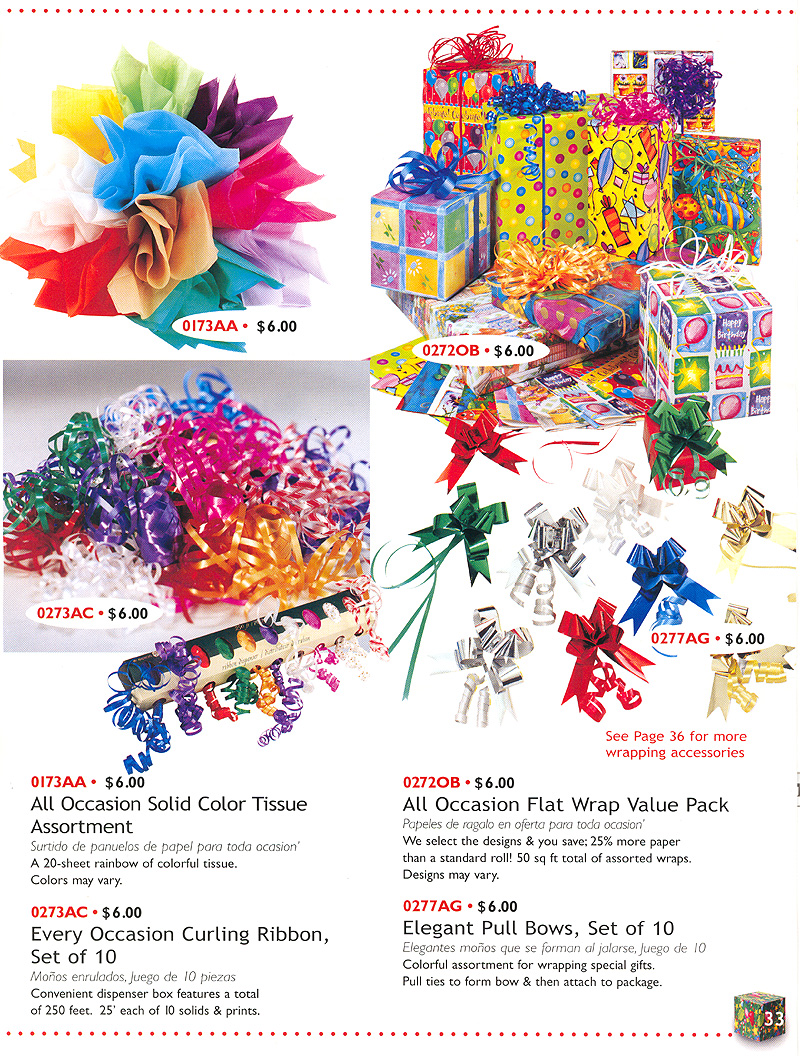 0173AA • $6.00
Celebrate!
0272OB • $6.00
Happy
Birthday
Happy
0273AC • $6.00
ribbon dispenser
0277AG • $6.00
See Page 36 for more
wrapping accessories
0173AA • $6.00
All Occasion Solid Color Tissue
Assortment
Surtido de panuelos de papel para toda ocasion'
A 20-sheet rainbow of colorful tissue.
Colors may vary.
0273AC • $6.00
Every Occasion Curling Ribbon,
Set of 10
Moños enrulados, Juego de 10 piezas
Convenient dispenser box features a total
of 250 feet. 25' each of 10 solids & prints.
0272OB • $6.00
All Occasion Flat Wrap Value Pack
Papeles de ragalo en oferta para toda ocasion'
We select the designs & you save; 25% more paper
than a standard roll! 50 sq ft total of assorted wraps.
Designs may vary.
0277AG • $6.00
Elegant Pull Bows, Set of 10
Elegantes moños que se forman al jalarse, Juego de 10
Colorful assortment for wrapping special gifts.
Pull ties to form bow & then attach to package.
33